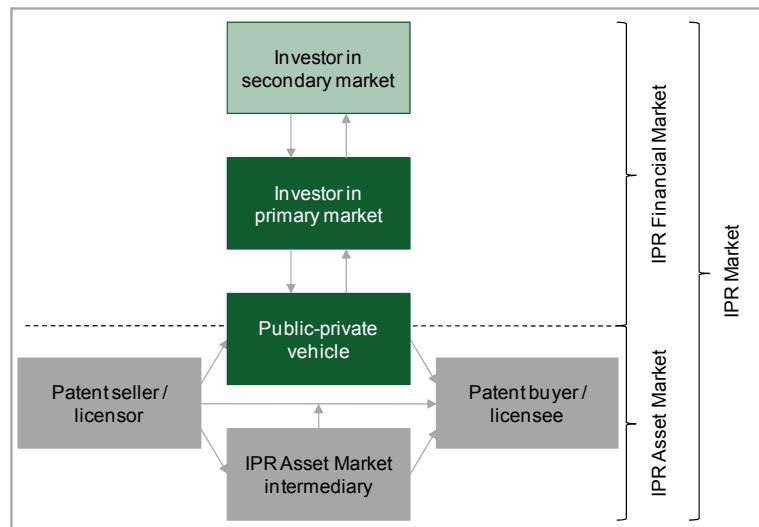 Investor in
secondary market
Investor in
primary market
Public-private
vehicle
Patent seller /
licensor
Patent buyer /
licensee
IPR Asset Market
intermediary
IPR Financial Market
IPR Asset Market
IPR Market